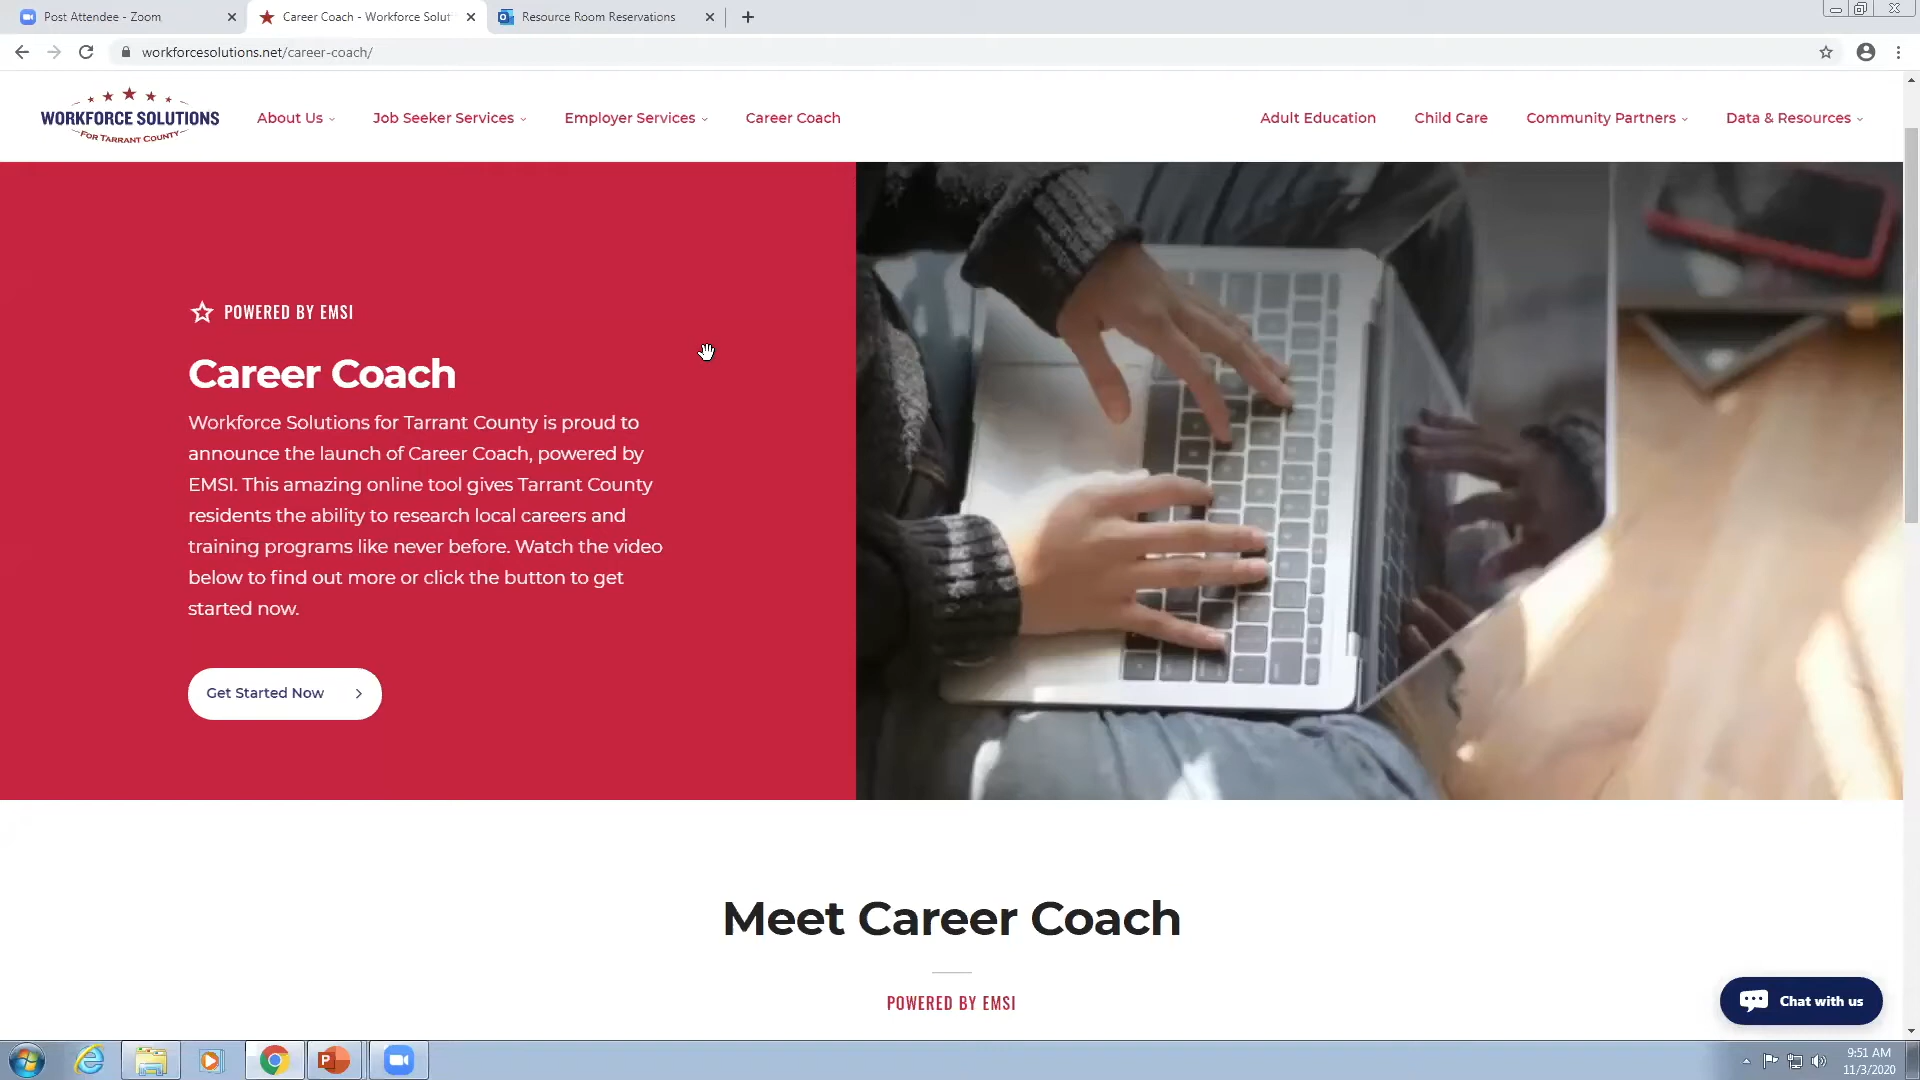 Post Attendee - Zoom
Career Coach - Workforce Solut
Resource Room Reservations
workforcesolutions.net/career-coach/
WORKFORCE SOLUTIONS
FOR TARRANT COUNTY
About Us
Job Seeker Services
Employer Services
Career Coach
Adult Education
Child Care
Community Partners
Data & Resources
POWERED BY EMSI
Career Coach
Workforce Solutions for Tarrant County is proud to
announce the launch of Career Coach, powered by
EMSI. This amazing online tool gives Tarrant County
residents the ability to research local careers and
training programs like never before. Watch the video
below to find out more or click the button to get
started now.
Get Started Now
Meet Career Coach
POWERED BY EMSI
Chat with us
9:51 AM
11/3/2020